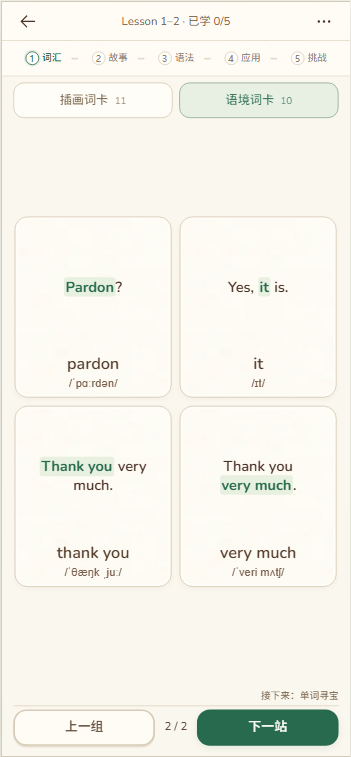 Lesson 1–2 · 已学 0/5
1 词汇 – 2 故事 – 3 语法 – 4 应用 – 5 挑战
插画词卡 11
语境词卡 10
Pardon?
pardon
/ˈpɑːrdən/
Yes, it is.
it
/ɪt/
Thank you very
much.
thank you
/ˈθæŋk ˌjuː/
Thank you
very much.
very much
/ˈveri mʌtʃ/
接下来：单词寻宝
上一组
2 / 2
下一站